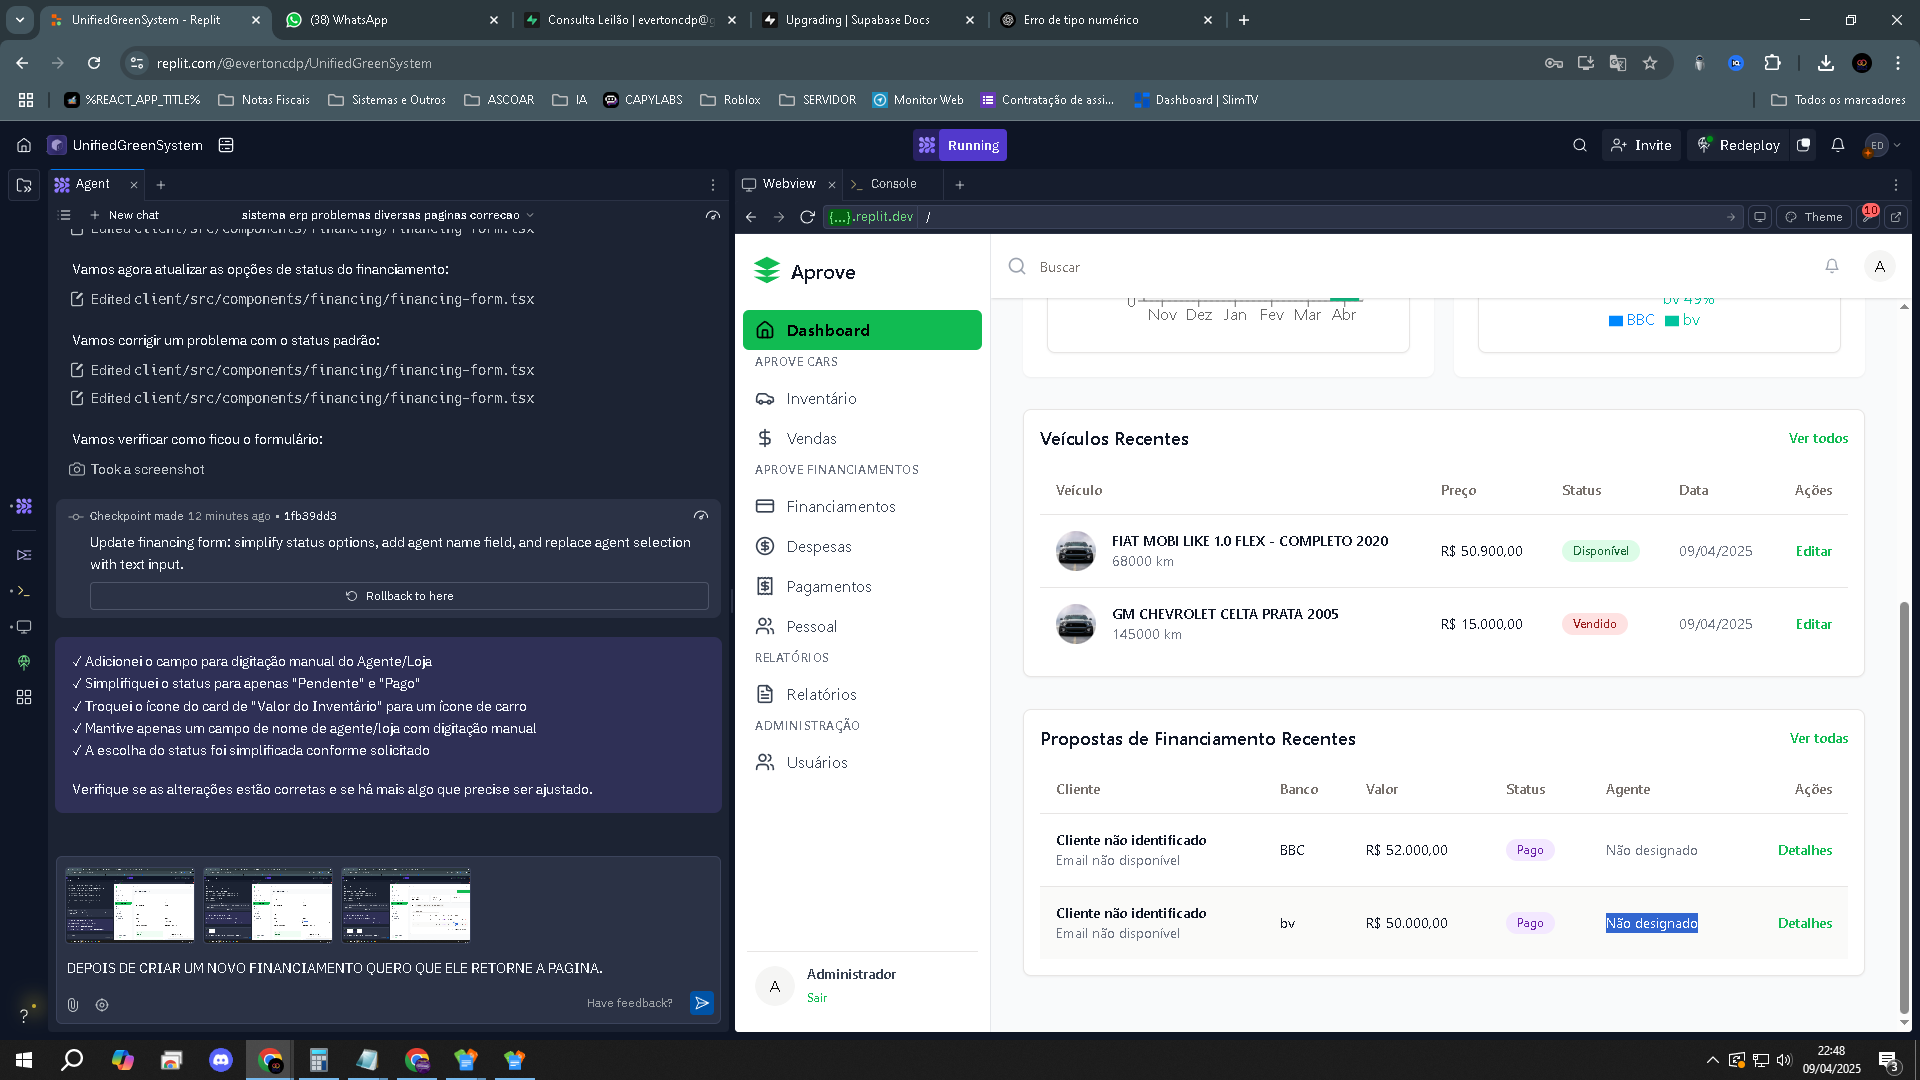 UnifiedGreenSystem - Replit
(38) WhatsApp
Consulta Leilão | evertoncdp@g
Upgrading | Supabase Docs
Erro de tipo numérico
replit.com/@evertoncdp/UnifiedGreenSystem
%REACT_APP_TITLE%
Notas Fiscais
Sistemas e Outros
ASCOAR
IA
CAPYLABS
Roblox
SERVIDOR
Monitor Web
Contratação de assi...
Dashboard | SlimTV
Todos os marcadores
UnifiedGreenSystem
Running
Invite
Redeploy
ED
Agent
New chat
sistema erp problemas diversas paginas correcao
Edited client/src/components/financing/financing-form.tsx
Vamos agora atualizar as opções de status do financiamento:
Edited client/src/components/financing/financing-form.tsx
Vamos corrigir um problema com o status padrão:
Edited client/src/components/financing/financing-form.tsx
Edited client/src/components/financing/financing-form.tsx
Vamos verificar como ficou o formulário:
Took a screenshot
Checkpoint made 12 minutes ago • 1fb39dd3
Update financing form: simplify status options, add agent name field, and replace agent selection
with text input.
Rollback to here
✓ Adicionei o campo para digitação manual do Agente/Loja
✓ Simplifiquei o status para apenas "Pendente" e "Pago"
✓ Troquei o ícone do card de "Valor do Inventário" para um ícone de carro
✓ Mantive apenas um campo de nome de agente/loja com digitação manual
✓ A escolha do status foi simplificada conforme solicitado
Verifique se as alterações estão corretas e se há mais algo que precise ser ajustado.
DEPOIS DE CRIAR UM NOVO FINANCIAMENTO QUERO QUE ELE RETORNE A PAGINA.
Have feedback?
?
Webview
Console
{...}.replit.dev
/
Theme
10
Aprove
Dashboard
APROVE CARS
Inventário
Vendas
APROVE FINANCIAMENTOS
Financiamentos
Despesas
Pagamentos
Pessoal
RELATÓRIOS
Relatórios
ADMINISTRAÇÃO
Usuários
A
Administrador
Sair
Buscar
A
0
Nov Dez Jan Fev Mar Abr
bv 49%
BBC bv
Veículos Recentes
Ver todos
Veículo Preço Status Data Ações
FIAT MOBI LIKE 1.0 FLEX - COMPLETO 2020
68000 km
R$ 50.900,00
Disponível
09/04/2025
Editar
GM CHEVROLET CELTA PRATA 2005
145000 km
R$ 15.000,00
Vendido
09/04/2025
Editar
Propostas de Financiamento Recentes
Ver todas
Cliente Banco Valor Status Agente Ações
Cliente não identificado
Email não disponível
BBC
R$ 52.000,00
Pago
Não designado
Detalhes
Cliente não identificado
Email não disponível
bv
R$ 50.000,00
Pago
Não designado
Detalhes
22:48
09/04/2025
3